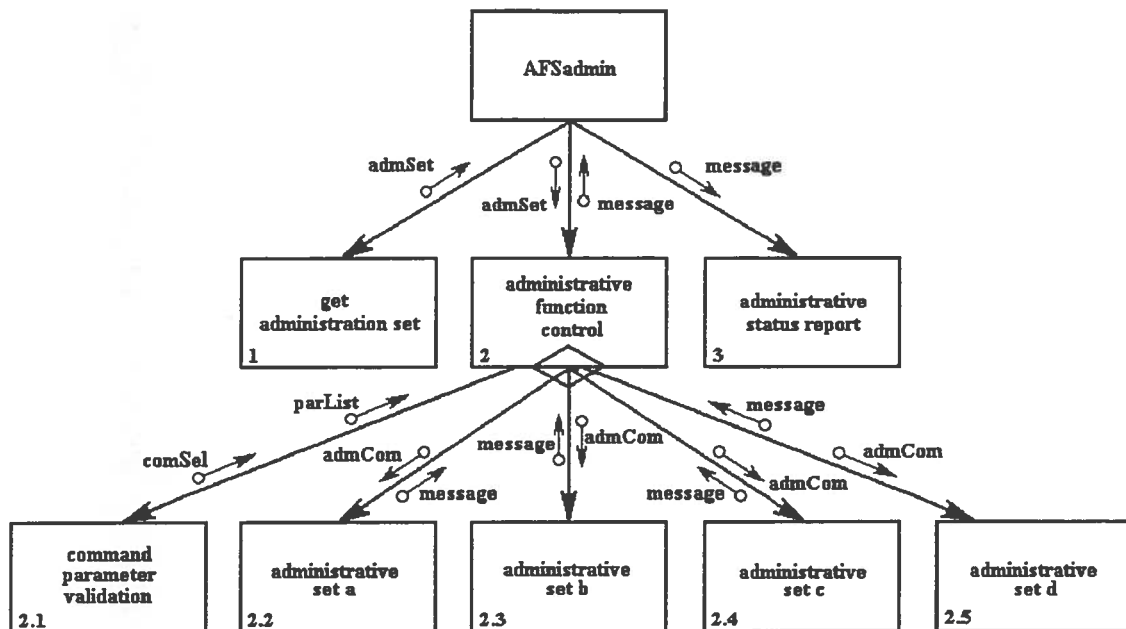 AFSadmin
admSet
message
admSet
message
get
administration set
1
administrative
function
control
2
administrative
status report
3
parList
message
comSel
admCom
message
message
admCom
message
admCom
admCom
command
parameter
validation
2.1
administrative
set a
2.2
administrative
set b
2.3
administrative
set c
2.4
administrative
set d
2.5